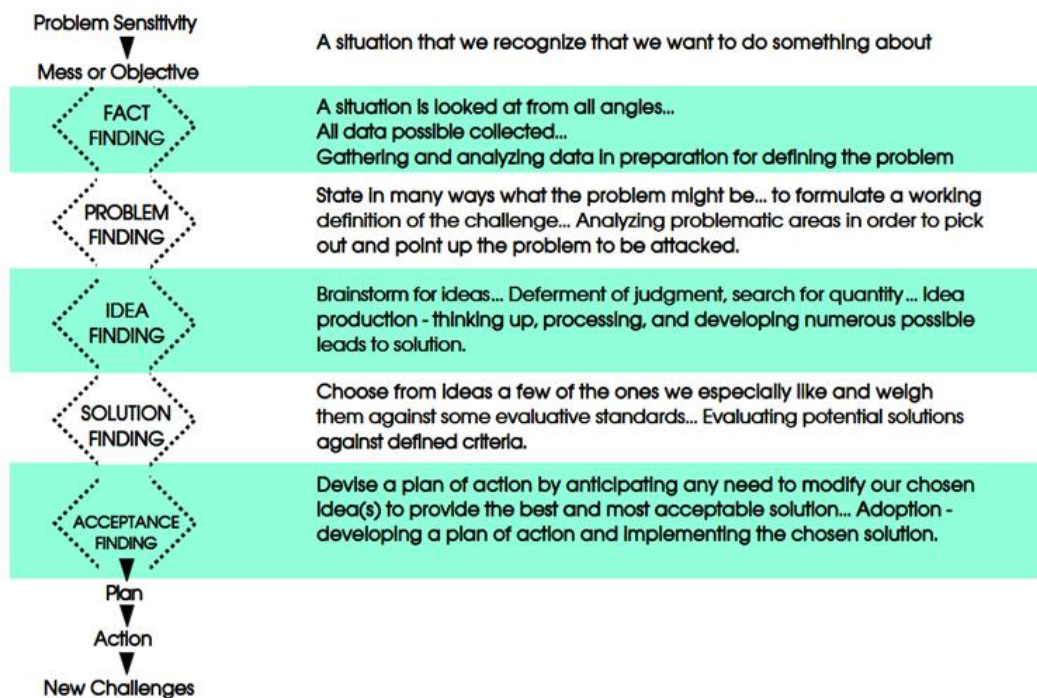 Problem Sensitivity
A situation that we recognize that we want to do something about
Mess or Objective
FACT
FINDING
A situation is looked at from all angles...
All data possible collected...
Gathering and analyzing data in preparation for defining the problem
PROBLEM
FINDING
State in many ways what the problem might be... to formulate a working
definition of the challenge... Analyzing problematic areas in order to pick
out and point up the problem to be attacked.
IDEA
FINDING
Brainstorm for ideas... Deferment of judgment, search for quantity... Idea
production - thinking up, processing, and developing numerous possible
leads to solution.
SOLUTION
FINDING
Choose from ideas a few of the ones we especially like and weigh
them against some evaluative standards... Evaluating potential solutions
against defined criteria.
ACCEPTANCE
FINDING
Devise a plan of action by anticipating any need to modify our chosen
idea(s) to provide the best and most acceptable solution... Adoption -
developing a plan of action and implementing the chosen solution.
Plan
Action
New Challenges